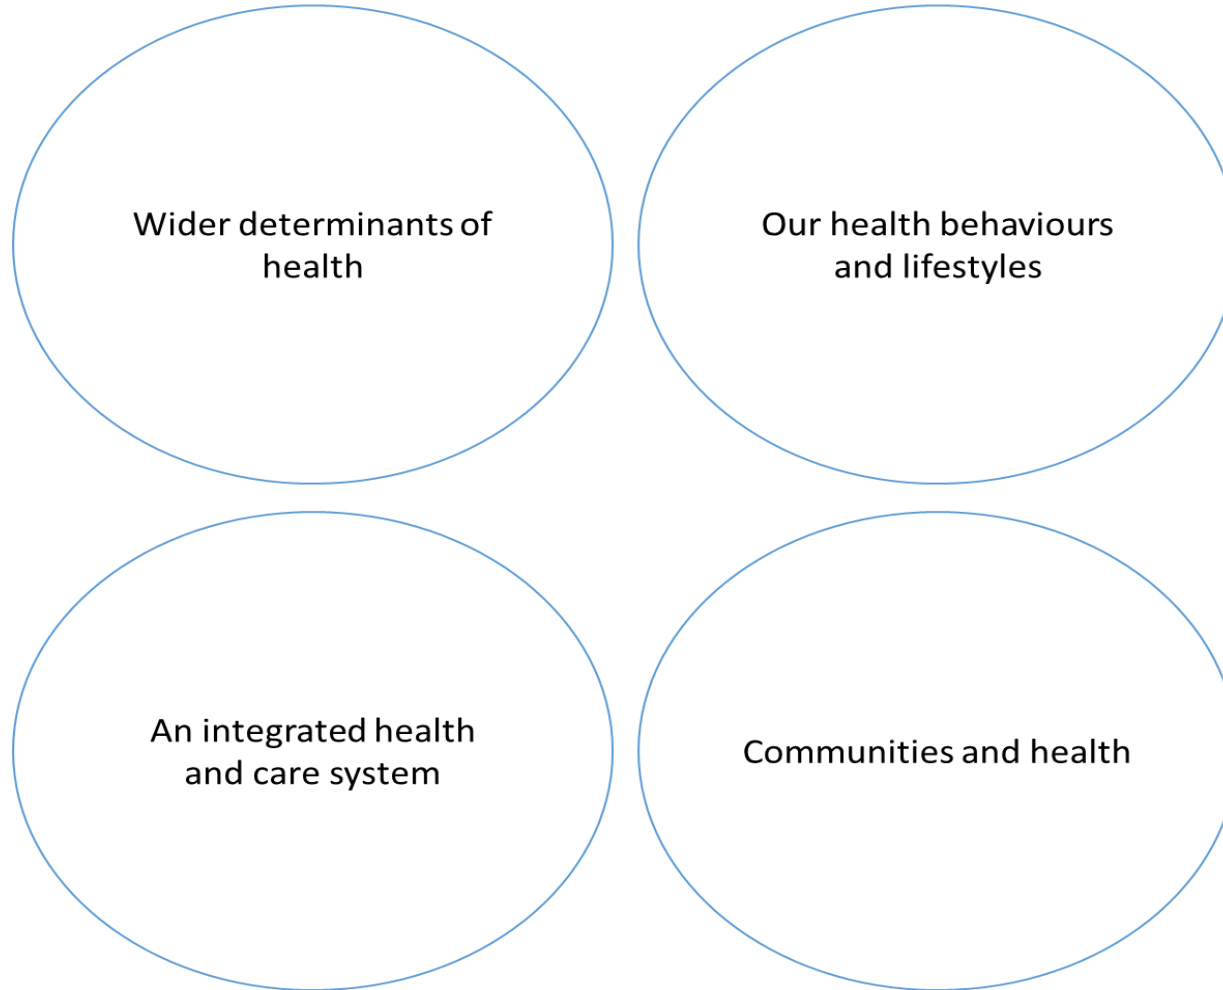 Wider determinants of
health
Our health behaviours
and lifestyles
An integrated health
and care system
Communities and health